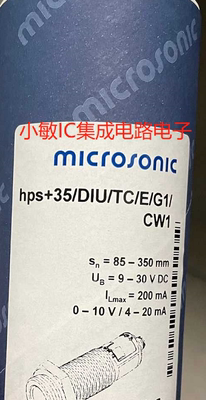 microsonic
小敏IC集成电路电子
microsonic
hps+35/DIU/TC/E/G1/
CW1
sn = 85 – 350 mm
UB = 9 – 30 V DC
ILmax = 200 mA
0 – 10 V / 4 – 20 mA